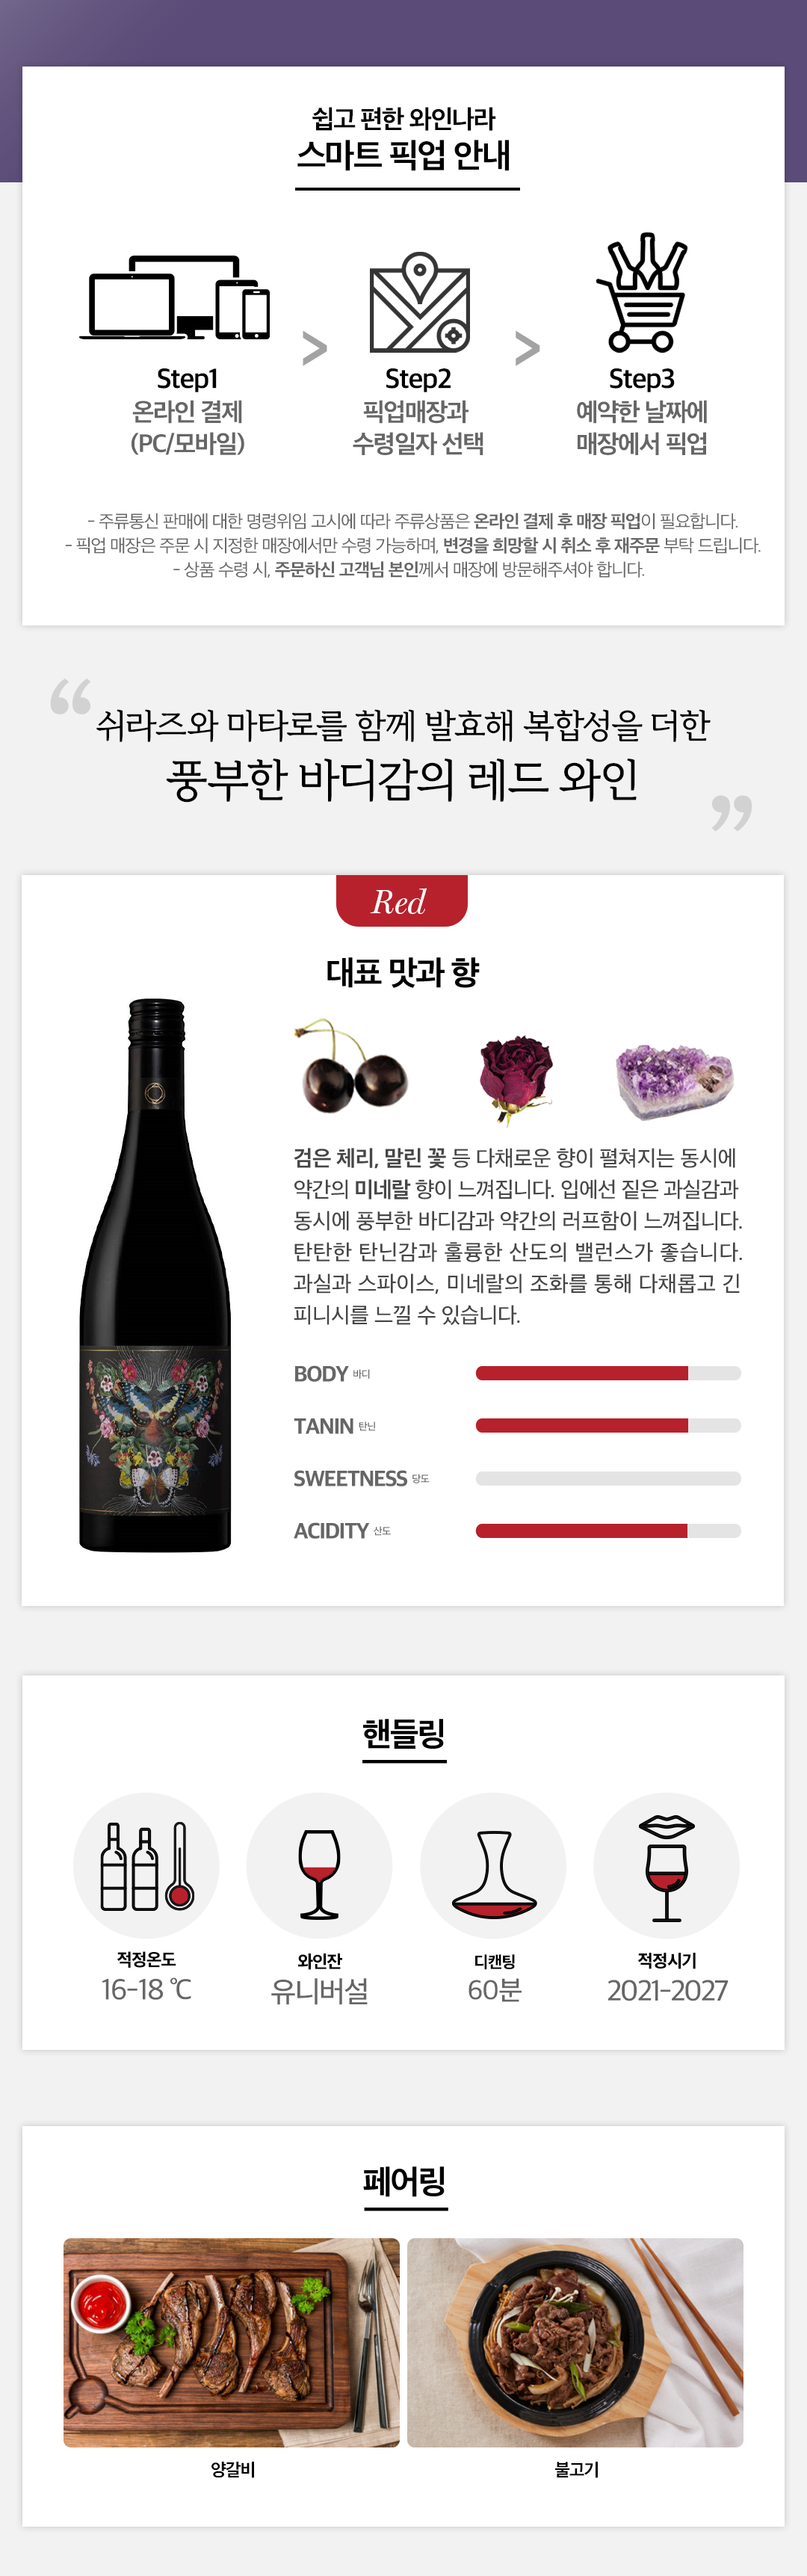 쉽고 편한 와인나라
스마트 픽업 안내
Step1
온라인 결제
(PC/모바일)
>
Step2
픽업매장과
수령일자 선택
>
Step3
예약한 날짜에
매장에서 픽업
- 주류통신 판매에 대한 명령위임 고시에 따라 주류상품은 온라인 결제 후 매장 픽업이 필요합니다.
- 픽업 매장은 주문 시 지정한 매장에서만 수령 가능하며, 변경을 희망할 시 취소 후 재주문 부탁 드립니다.
- 상품 수령 시, 주문하신 고객님 본인께서 매장에 방문해주셔야 합니다.
“ 쉬라즈와 마타로를 함께 발효해 복합성을 더한
풍부한 바디감의 레드 와인 ”
Red
대표 맛과 향
검은 체리, 말린 꽃 등 다채로운 향이 펼쳐지는 동시에
약간의 미네랄 향이 느껴집니다. 입에선 짙은 과실감과
동시에 풍부한 바디감과 약간의 러프함이 느껴집니다.
탄탄한 탄닌감과 훌륭한 산도의 밸런스가 좋습니다.
과실과 스파이스, 미네랄의 조화를 통해 다채롭고 긴
피니시를 느낄 수 있습니다.
BODY 바디
TANIN 탄닌
SWEETNESS 당도
ACIDITY 산도
핸들링
적정온도
16-18 ℃
와인잔
유니버설
디캔팅
60분
적정시기
2021-2027
페어링
양갈비
불고기